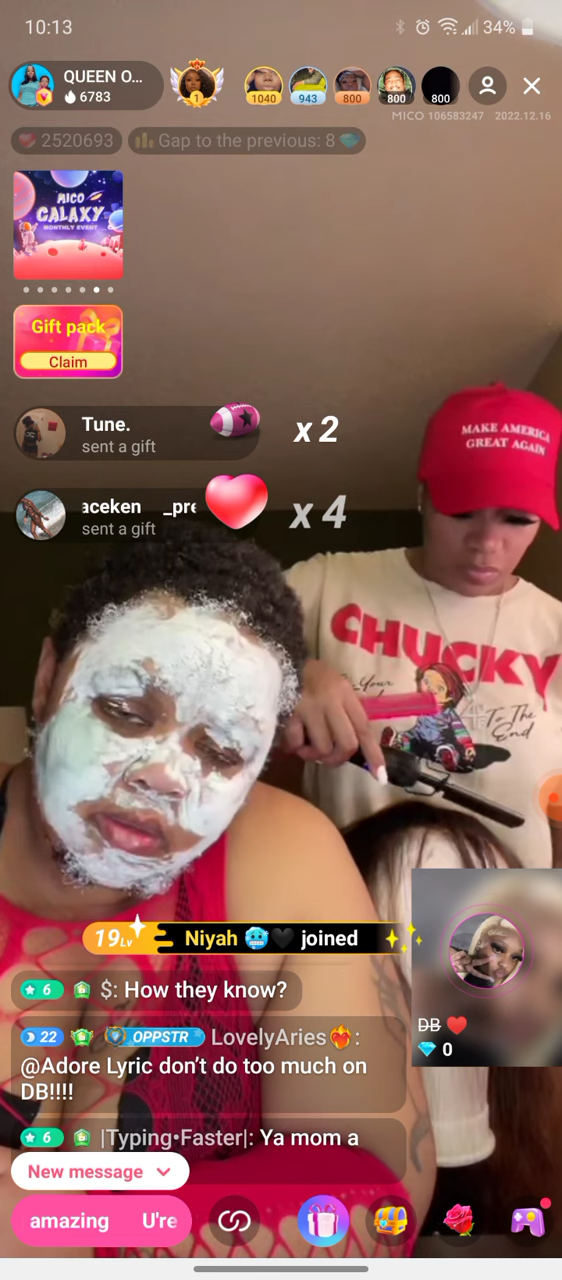 10:13
34%
QUEEN O...
6783
1
1040
943
800
800
800
MICO 106583247 2022.12.16
2520693
Gap to the previous: 8
MICO
GALAXY
MONTHLY EVENT
Gift pack
Claim
Tune.
sent a gift
x 2
aceken _pre
sent a gift
x 4
MAKE AMERICA
GREAT AGAIN
CHUCKY
Your
To The
End
19Lv Niyah 🥶🖤 joined
6 $: How they know?
22 OPPSTR LovelyAries❤️‍🔥:
@Adore Lyric don't do too much on
DB!!!!
DB ❤️
0
6 |Typing•Faster|: Ya mom a
New message
amazing U're